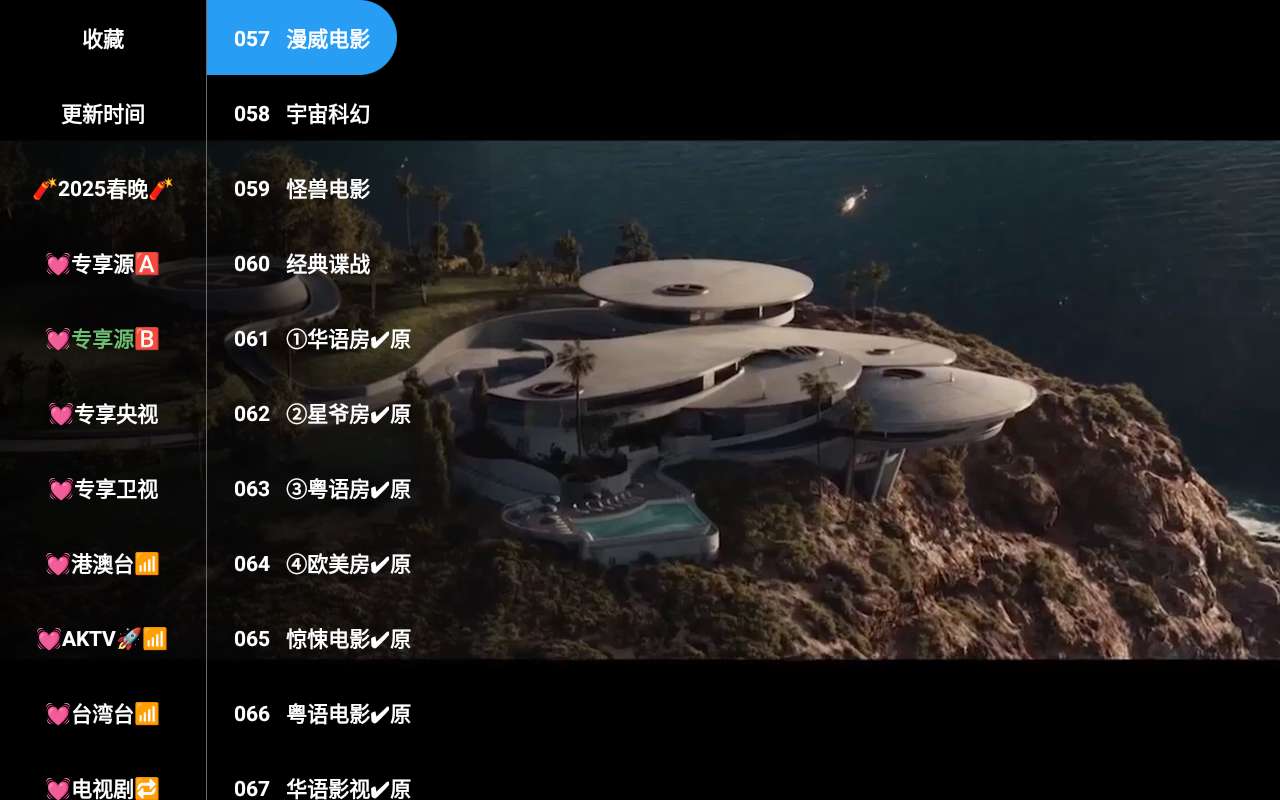 收藏
更新时间
🧨2025春晚🧨
💓专享源🅰
💓专享源🅱
💓专享央视
💓专享卫视
💓港澳台📶
💓AKTV🚀📶
💓台湾台📶
💓电视剧🔁
057 漫威电影
058 宇宙科幻
059 怪兽电影
060 经典谍战
061 ①华语房✔原
062 ②星爷房✔原
063 ③粤语房✔原
064 ④欧美房✔原
065 惊悚电影✔原
066 粤语电影✔原
067 华语影视✔原